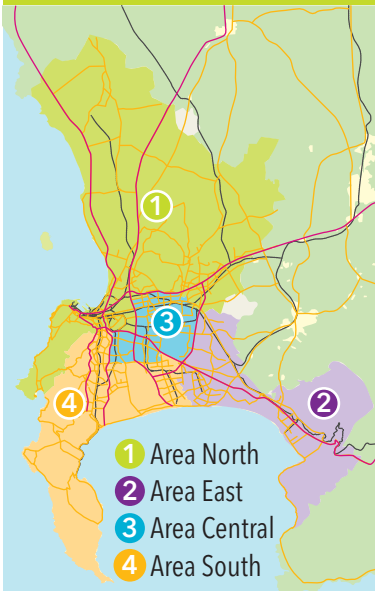 1
3
4
2
1 Area North
2 Area East
3 Area Central
4 Area South